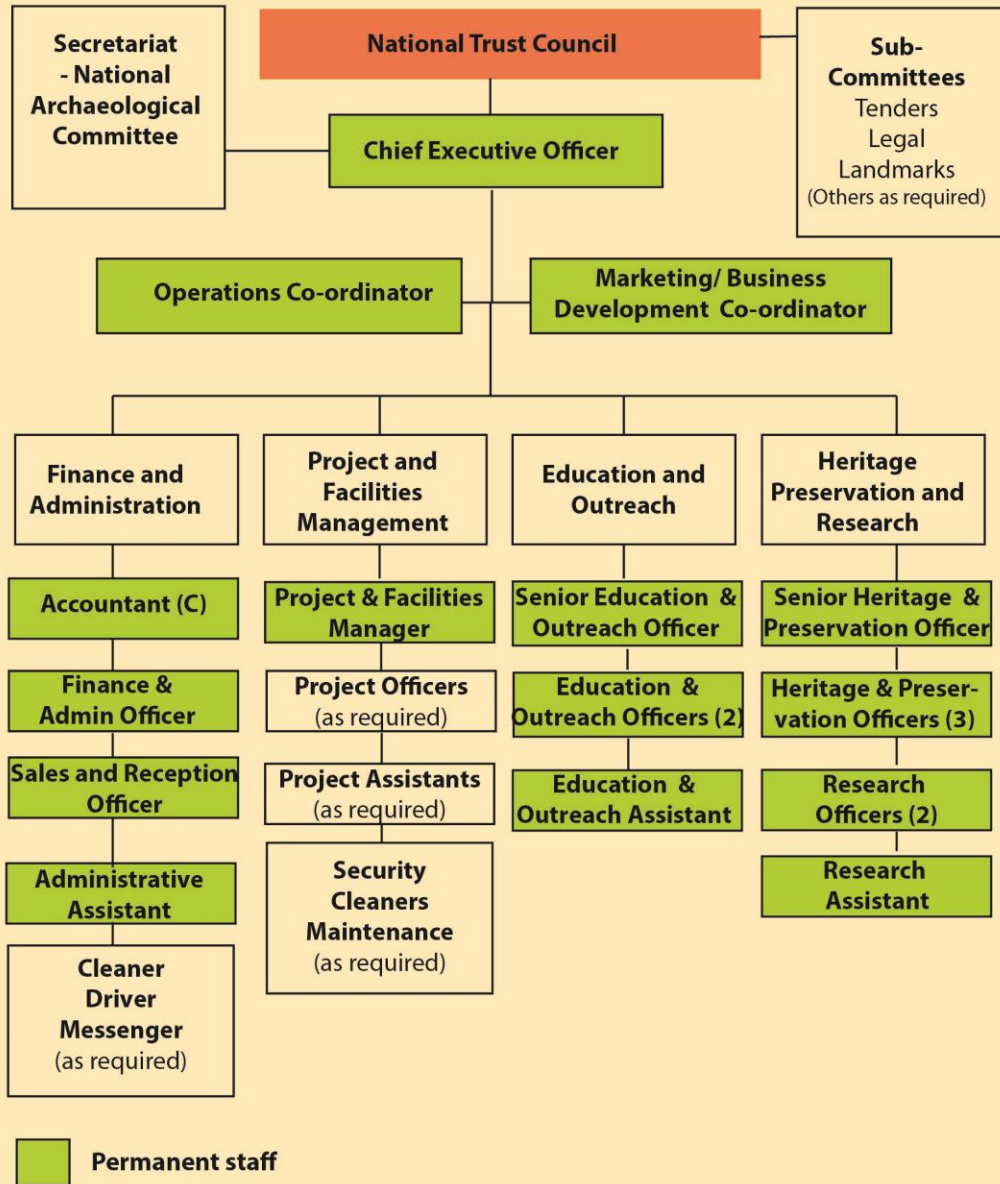 Secretariat
- National
Archaeological
Committee
National Trust Council
Sub-
Committees
Tenders
Legal
Landmarks
(Others as required)
Chief Executive Officer
Operations Co-ordinator
Marketing/ Business
Development Co-ordinator
Finance and
Administration
Accountant (C)
Finance &
Admin Officer
Sales and Reception
Officer
Administrative
Assistant
Cleaner
Driver
Messenger
(as required)
Project and
Facilities
Management
Project & Facilities
Manager
Project Officers
(as required)
Project Assistants
(as required)
Security
Cleaners
Maintenance
(as required)
Education and
Outreach
Senior Education &
Outreach Officer
Education &
Outreach Officers (2)
Education &
Outreach Assistant
Heritage
Preservation and
Research
Senior Heritage &
Preservation Officer
Heritage & Preser-
vation Officers (3)
Research
Officers (2)
Research
Assistant
Permanent staff